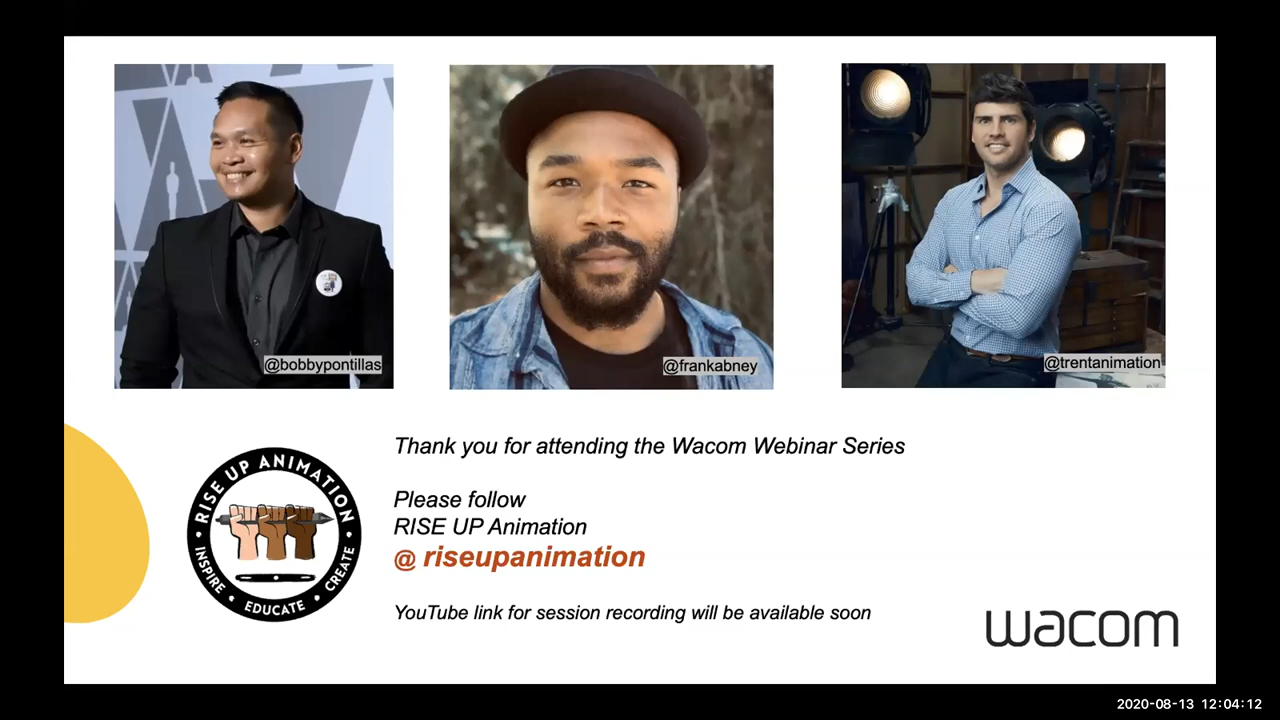 @bobbypontillas
@frankabney
@trentanimation
Thank you for attending the Wacom Webinar Series
RISE UP ANIMATION
INSPIRE • EDUCATE • CREATE
Please follow
RISE UP Animation
@ riseupanimation
YouTube link for session recording will be available soon
wacom
2020-08-13 12:04:12